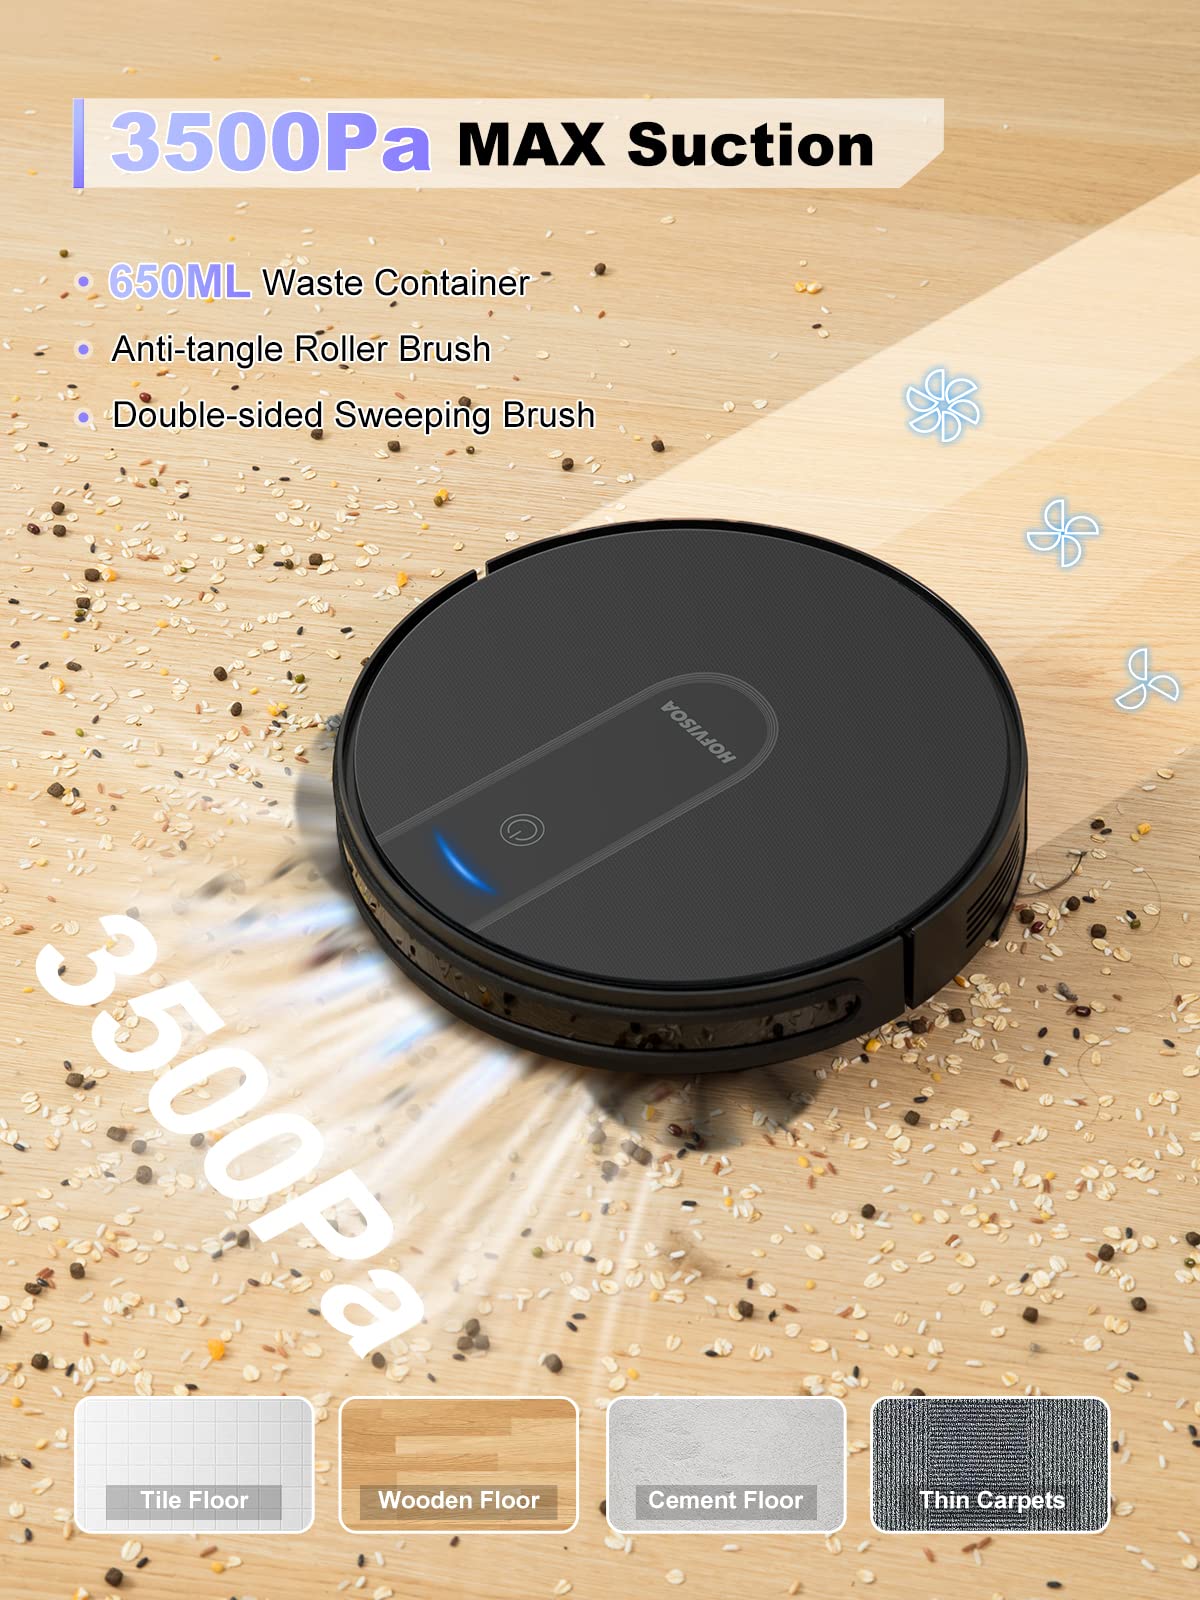 3500Pa MAX Suction
650ML Waste Container
Anti-tangle Roller Brush
Double-sided Sweeping Brush
HOFVISOA
3500Pa
Tile Floor
Wooden Floor
Cement Floor
Thin Carpets